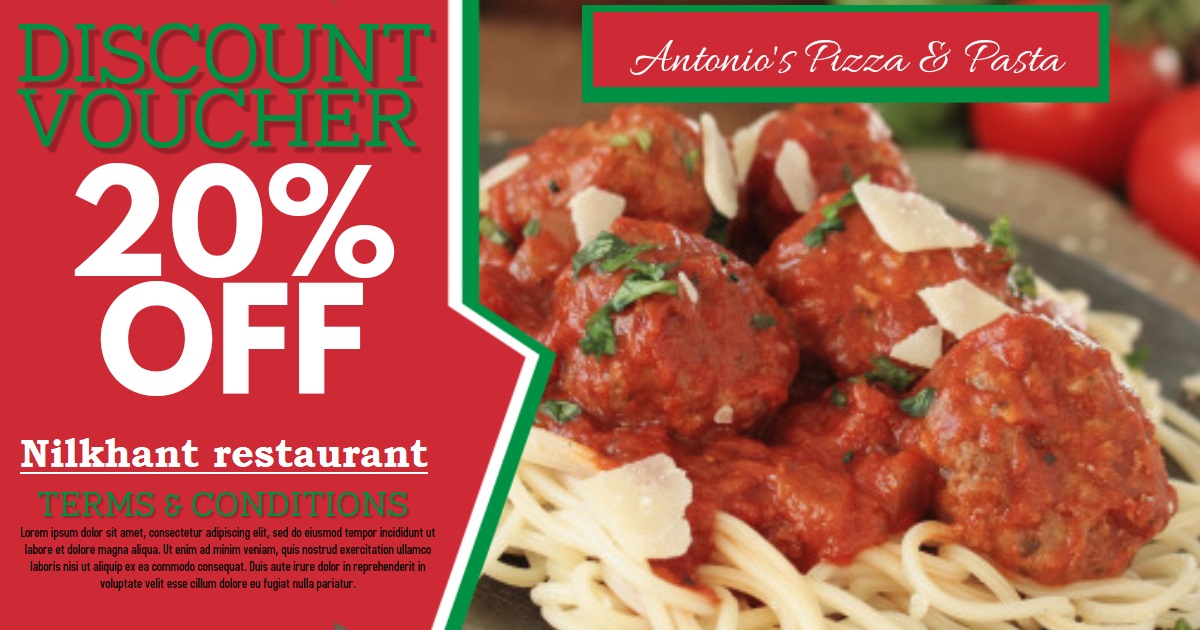 DISCOUNT
VOUCHER
20%
OFF
Nilkhant restaurant
TERMS & CONDITIONS
Lorem ipsum dolor sit amet, consectetur adipiscing elit, sed do eiusmod tempor incididunt ut
labore et dolore magna aliqua. Ut enim ad minim veniam, quis nostrud exercitation ullamco
laboris nisi ut aliquip ex ea commodo consequat. Duis aute irure dolor in reprehenderit in
voluptate velit esse cillum dolore eu fugiat nulla pariatur.
Antonio's Pizza & Pasta